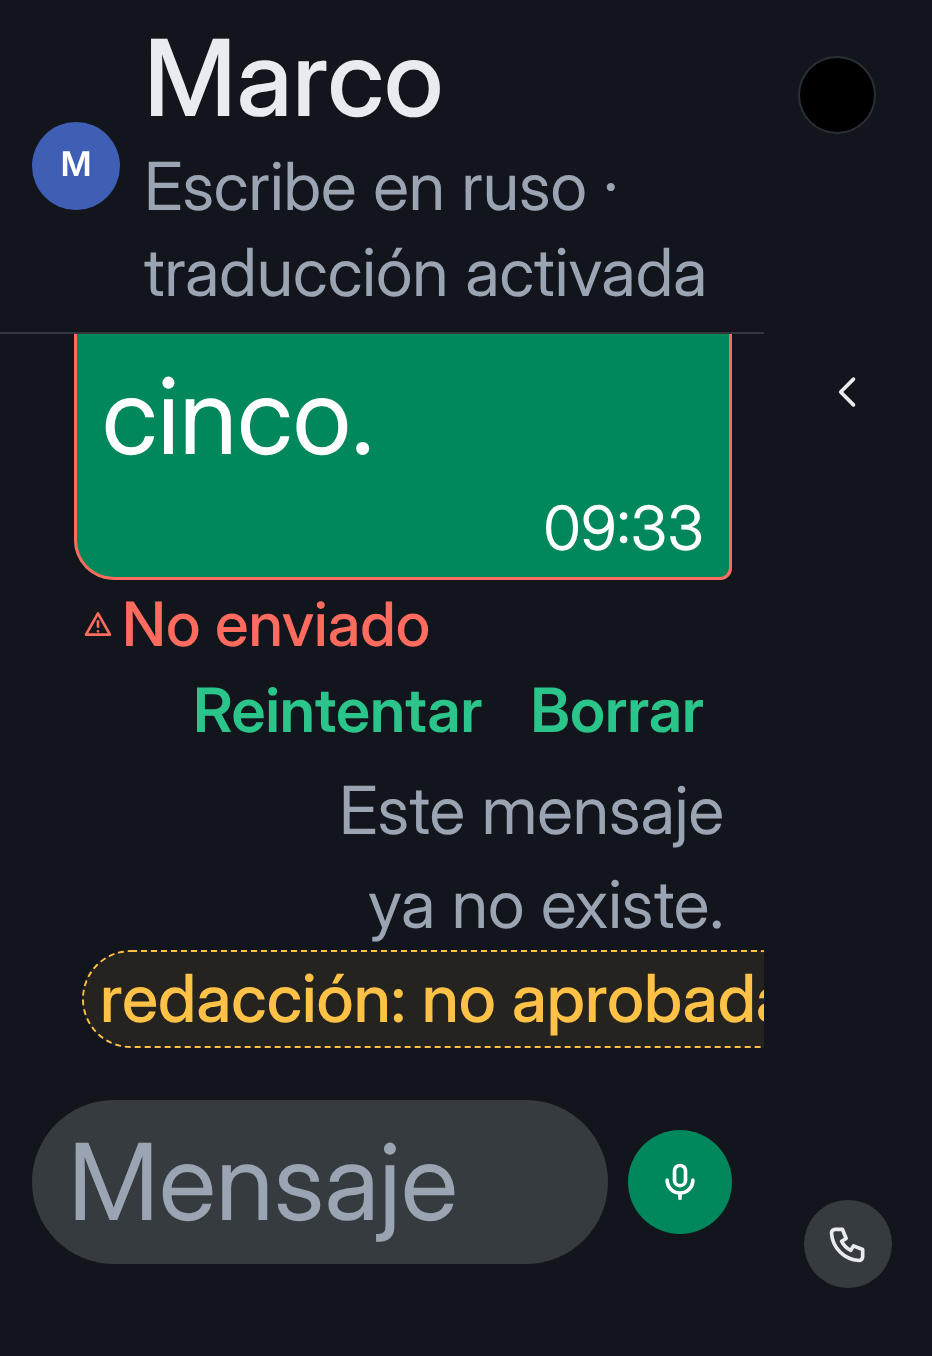 Marco
M
Escribe en ruso ·
traducción activada
cinco.
09:33
No enviado
Reintentar Borrar
Este mensaje
ya no existe.
redacción: no aprobada
Mensaje